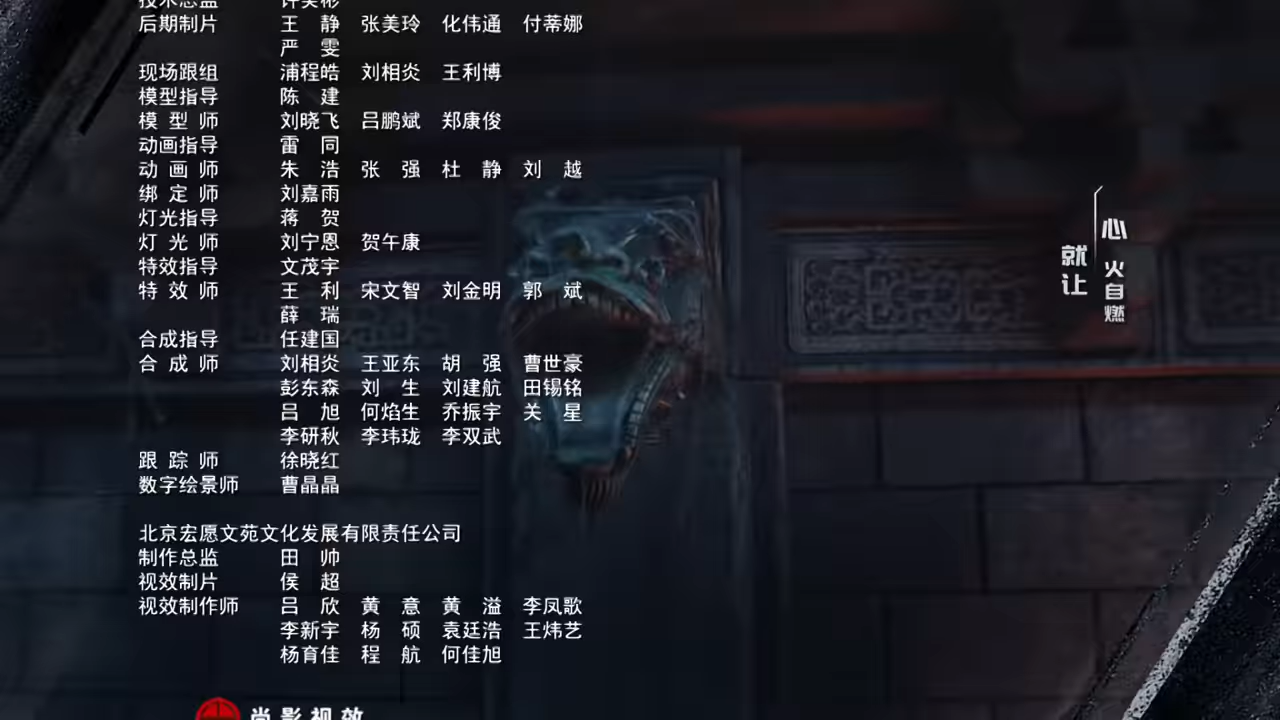 后期制片 王 静 张美玲 化伟通 付蒂娜
严 雯
现场跟组 浦程皓 刘相炎 王利博
模型指导 陈 建
模 型 师 刘晓飞 吕鹏斌 郑康俊
动画指导 雷 同
动 画 师 朱 浩 张 强 杜 静 刘 越
绑 定 师 刘嘉雨
灯光指导 蒋 贺
灯 光 师 刘宁恩 贺午康
特效指导 文茂宇
特 效 师 王 利 宋文智 刘金明 郭 斌
薛 瑞
合成指导 任建国
合 成 师 刘相炎 王亚东 胡 强 曹世豪
彭东森 刘 生 刘建航 田锡铭
吕 旭 何焰生 乔振宇 关 星
李研秋 李玮珑 李双武
跟 踪 师 徐晓红
数字绘景师 曹晶晶
北京宏愿文苑文化发展有限责任公司
制作总监 田 帅
视效制片 侯 超
视效制作师 吕 欣 黄 意 黄 溢 李凤歌
李新宇 杨 硕 袁廷浩 王炜艺
杨育佳 程 航 何佳旭
尚影视效
就让
心火自燃